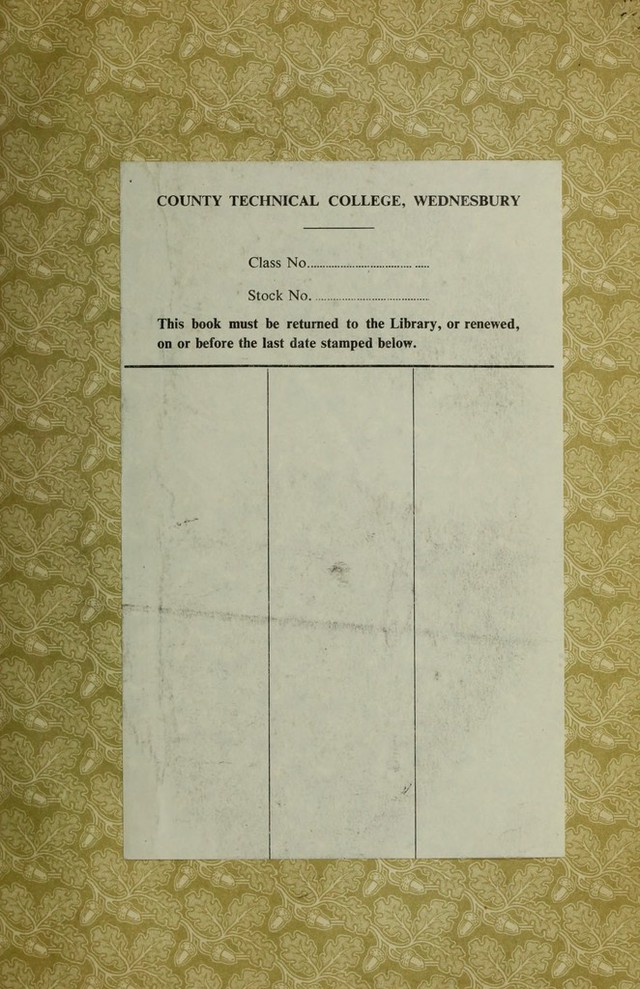 COUNTY TECHNICAL COLLEGE, WEDNESBURY
Class No.........................................
Stock No.........................................
This book must be returned to the Library, or renewed,
on or before the last date stamped below.